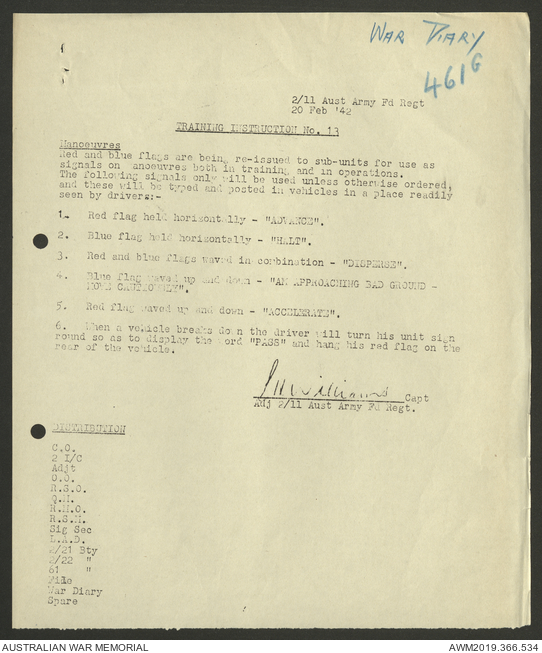 WAR DIARY
461G
2/11 Aust Army Fd Regt
20 Feb '42
TRAINING INSTRUCTION No. 13
Manoeuvres
Red and blue flags are being re-issued to sub-units for use as
signals on manoeuvres both in training and in operations.
The following signals only will be used unless otherwise ordered,
and these will be typed and posted in vehicles in a place readily
seen by drivers:-
1. Red flag held horizontally - "ADVANCE".
2. Blue flag held horizontally - "HALT".
3. Red and blue flags waved in combination - "DISPERSE".
4. Blue flag waved up and down - "AM APPROACHING BAD GROUND -
MOVE CAUTIOUSLY".
5. Red flag waved up and down - "ACCELERATE".
6. When a vehicle breaks down the driver will turn his unit sign
round so as to display the word "PASS" and hang his red flag on the
rear of the vehicle.
Williams Capt
Adj 2/11 Aust Army Fd Regt.
DISTRIBUTION
C.O.
2 I/C
Adjt
O.O.
R.S.O.
Q.M.
R.M.O.
R.S.M.
Sig Sec
L.A.D.
2/21 Bty
2/22 "
61 "
File
War Diary
Spare
AUSTRALIAN WAR MEMORIAL
AWM2019.366.534